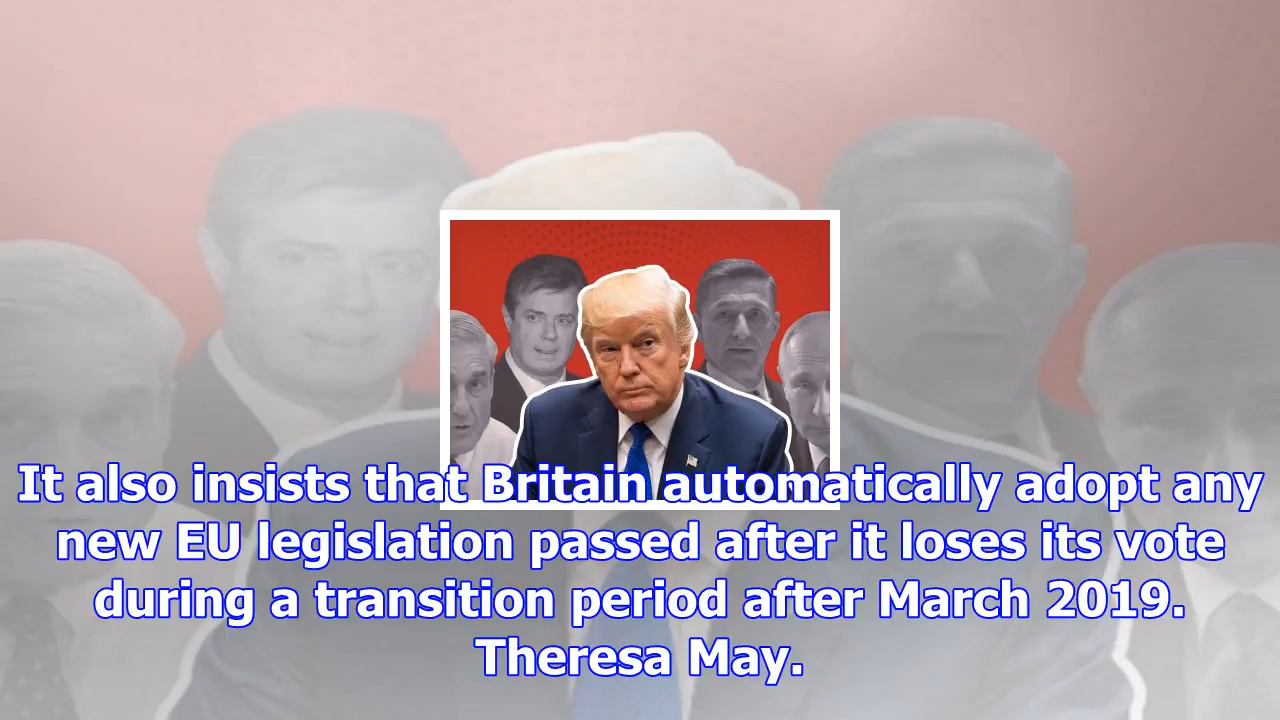 It also insists that Britain automatically adopt any
new EU legislation passed after it loses its vote
during a transition period after March 2019.
Theresa May.